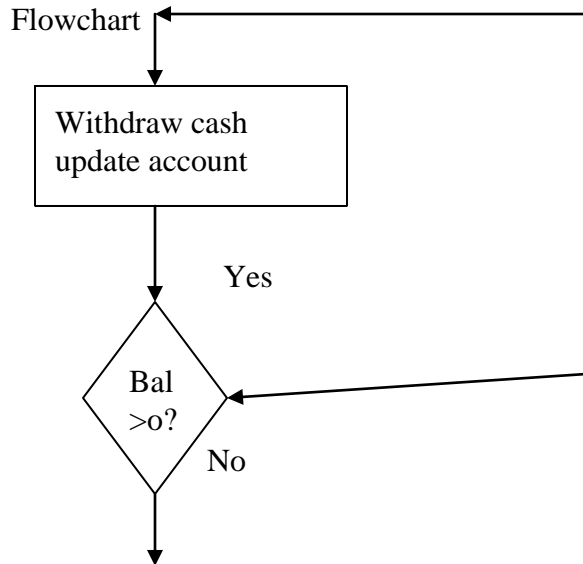 Flowchart
Withdraw cash
update account
Yes
Bal
>o?
No